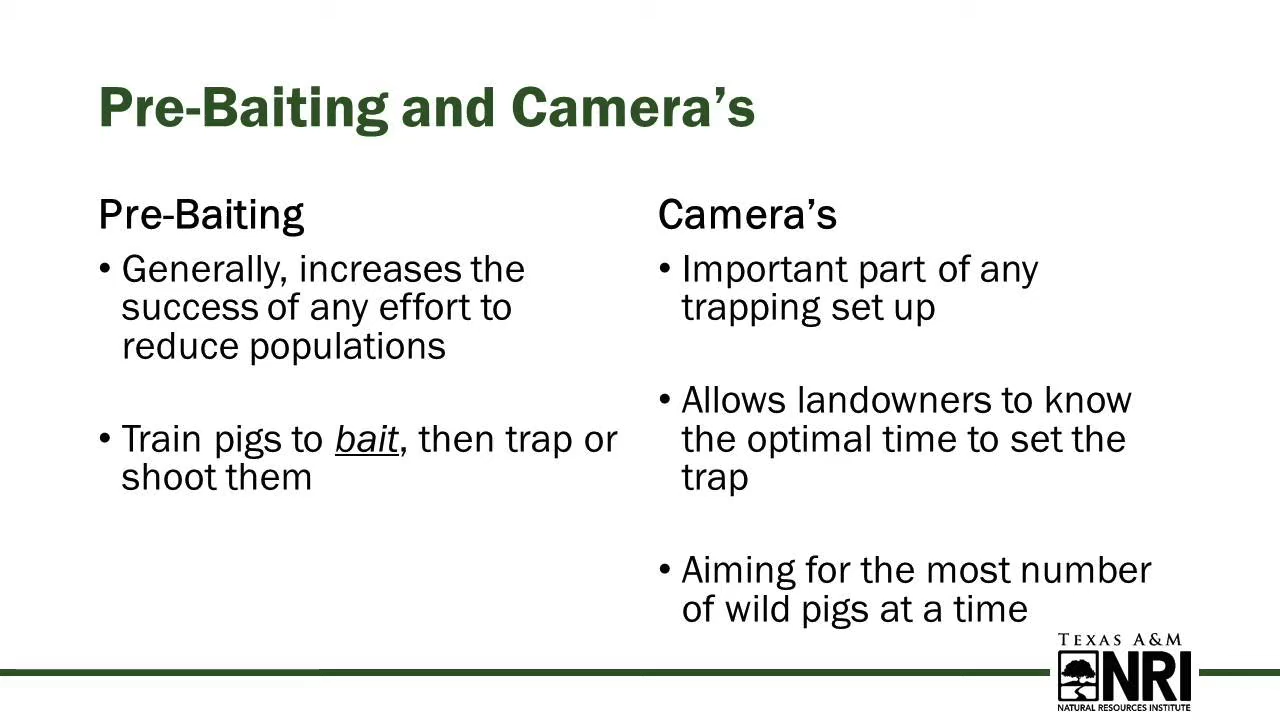 Pre-Baiting and Camera’s
Pre-Baiting
• Generally, increases the
success of any effort to
reduce populations
• Train pigs to bait, then trap or
shoot them
Camera’s
• Important part of any
trapping set up
• Allows landowners to know
the optimal time to set the
trap
• Aiming for the most number
of wild pigs at a time
TEXAS A&M
NRI
NATURAL RESOURCES INSTITUTE